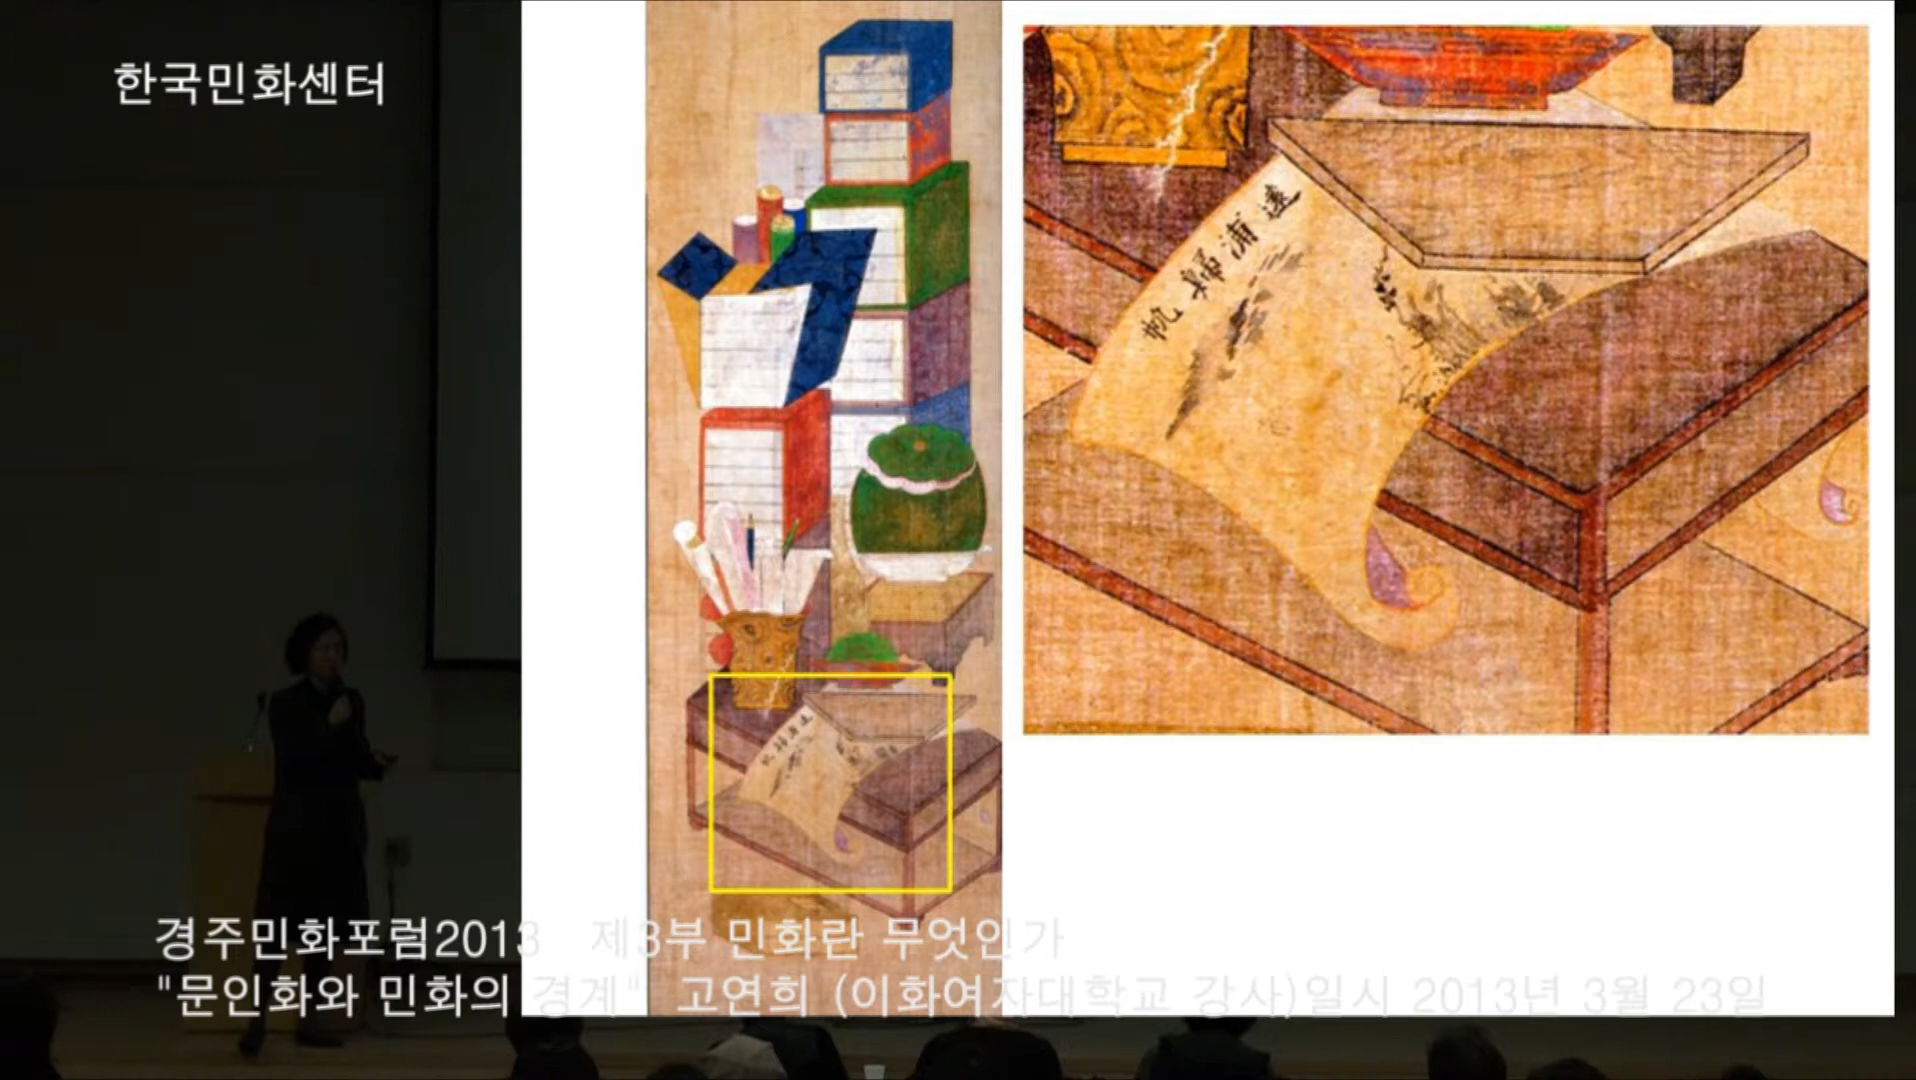 한국민화센터
遠浦歸帆
경주민화포럼2013 제3부 민화란 무엇인가
"문인화와 민화의 경계" 고연희 (이화여자대학교 강사)일시 2013년 3월 23일